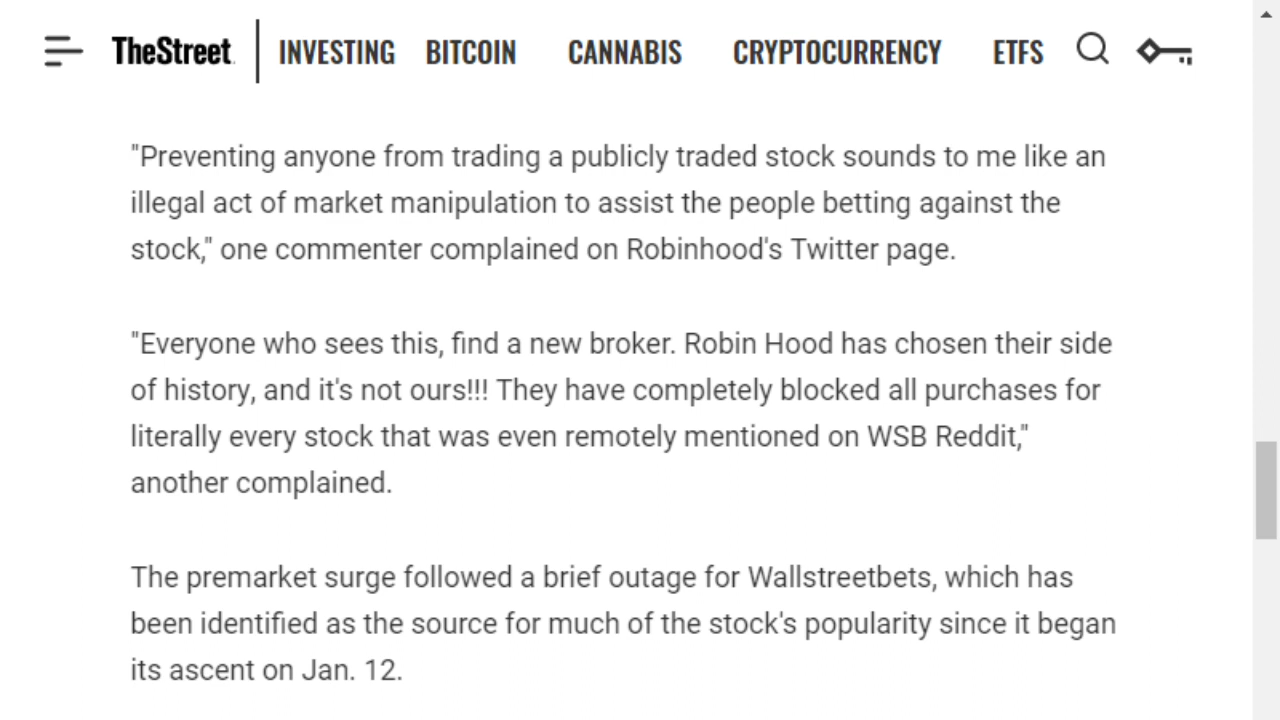 TheStreet INVESTING BITCOIN CANNABIS CRYPTOCURRENCY ETFS
"Preventing anyone from trading a publicly traded stock sounds to me like an
illegal act of market manipulation to assist the people betting against the
stock," one commenter complained on Robinhood's Twitter page.
"Everyone who sees this, find a new broker. Robin Hood has chosen their side
of history, and it's not ours!!! They have completely blocked all purchases for
literally every stock that was even remotely mentioned on WSB Reddit,"
another complained.
The premarket surge followed a brief outage for Wallstreetbets, which has
been identified as the source for much of the stock's popularity since it began
its ascent on Jan. 12.